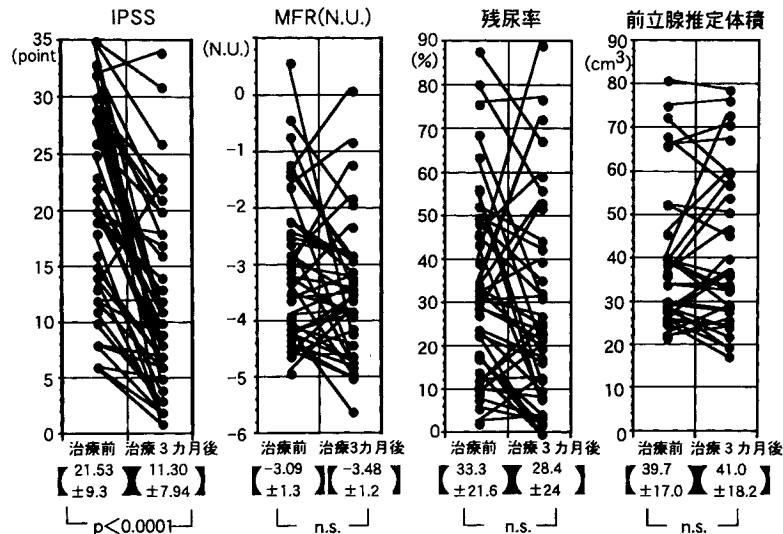 IPSS
MFR(N.U.)
残尿率
前立腺推定体積
35
(point
30
25
20
15
10
5
0
(N.U.)
0
−1
−2
−3
−4
−5
−6
90
(%)
80
70
60
50
40
30
20
10
0
90
(cm³)
80
70
60
50
40
30
20
10
0
治療前 治療3カ月後
【21.53 ±9.3】【11.30 ±7.94】
p<0.0001
治療前 治療3カ月後
【−3.09 ±1.3】【−3.48 ±1.2】
n.s.
治療前 治療3カ月後
【33.3 ±21.6】【28.4 ±24】
n.s.
治療前 治療3カ月後
【39.7 ±17.0】【41.0 ±18.2】
n.s.